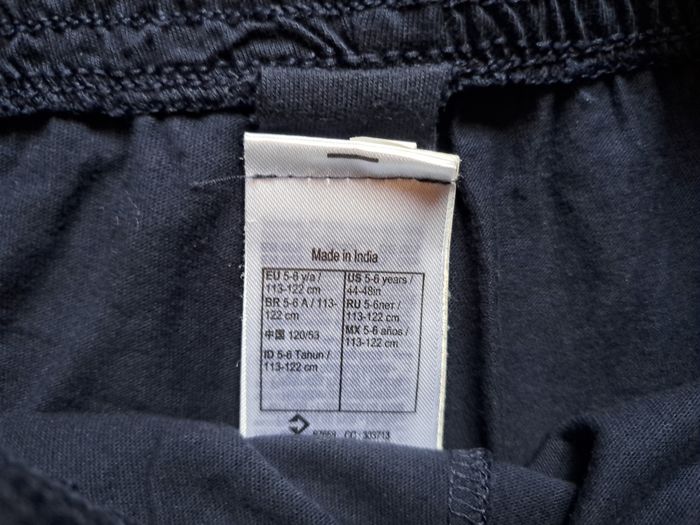 Made in India
EU 5-6 y/a /
113-122 cm
BR 5-6 A / 113-
122 cm
中国 120/53
ID 5-6 Tahun /
113-122 cm
US 5-6 years /
44-48in
RU 5-6лет /
113-122 cm
MX 5-6 años /
113-122 cm
CC: 303713